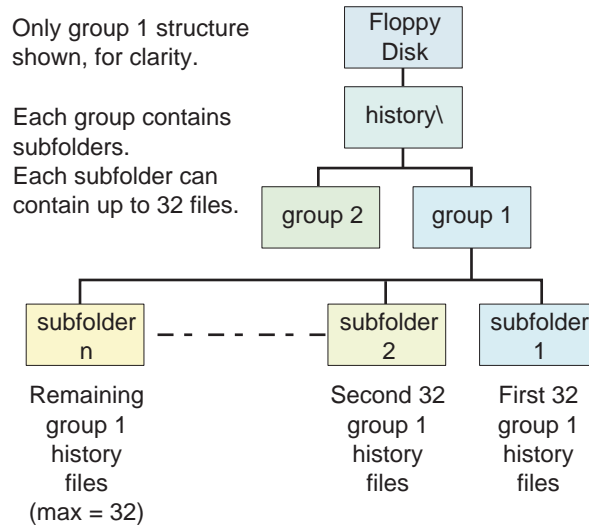 Only group 1 structure
shown, for clarity.
Each group contains
subfolders.
Each subfolder can
contain up to 32 files.
Floppy
Disk
history\
group 2
group 1
subfolder
n
subfolder
2
subfolder
1
Remaining
group 1
history
files
(max = 32)
Second 32
group 1
history
files
First 32
group 1
history
files